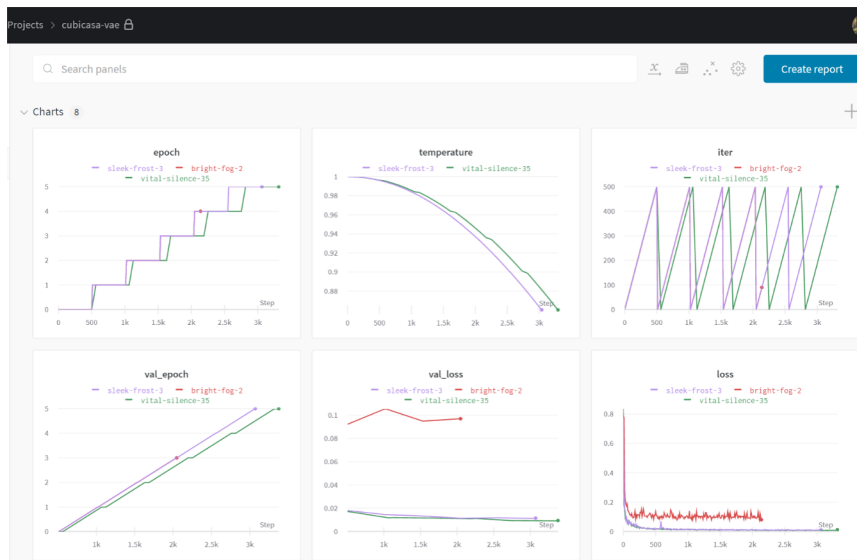 Projects > cubicasa-vae
Search panels
Create report
Charts 8
epoch
sleek-frost-3 bright-fog-2
vital-silence-35
5
4
3
2
1
0
Step
0 500 1k 1.5k 2k 2.5k 3k
temperature
sleek-frost-3 vital-silence-35
1
0.98
0.96
0.94
0.92
0.9
0.88
Step
0 500 1k 1.5k 2k 2.5k 3k
iter
sleek-frost-3 bright-fog-2
vital-silence-35
500
400
300
200
100
0
Step
0 500 1k 1.5k 2k 2.5k 3k
val_epoch
sleek-frost-3 bright-fog-2
vital-silence-35
5
4
3
2
1
0
Step
1k 1.5k 2k 2.5k 3k
val_loss
sleek-frost-3 bright-fog-2
vital-silence-35
0.1
0.08
0.06
0.04
0.02
0
Step
1k 1.5k 2k 2.5k 3k
loss
sleek-frost-3 bright-fog-2
vital-silence-35
0.8
0.6
0.4
0.2
0
Step
0 500 1k 1.5k 2k 2.5k 3k